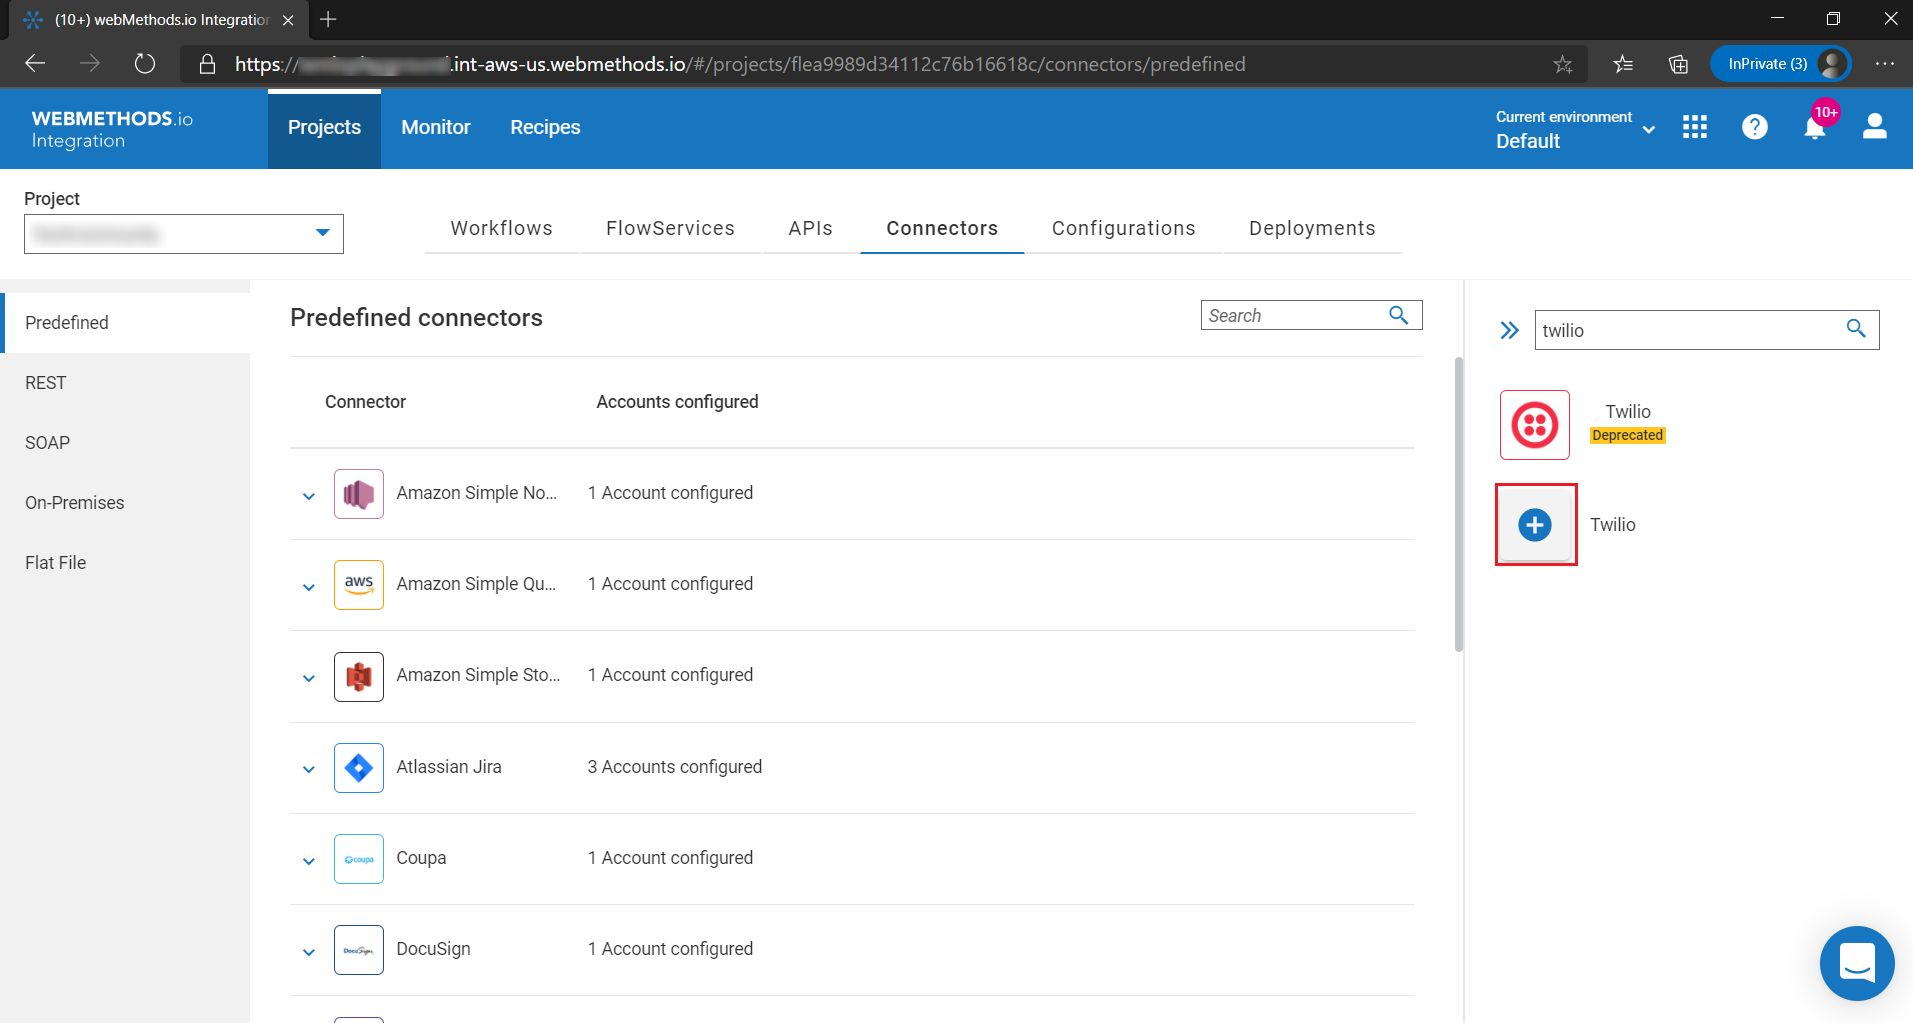 (10+) webMethods.io Integration
https://
.int-aws-us.webmethods.io/#/projects/flea9989d34112c76b16618c/connectors/predefined
InPrivate (3)
WEBMETHODS.io
Integration
Projects
Monitor
Recipes
Current environment
Default
10+
Project
Workflows
FlowServices
APIs
Connectors
Configurations
Deployments
Predefined
REST
SOAP
On-Premises
Flat File
Predefined connectors
Search
Connector
Accounts configured
Amazon Simple No...
1 Account configured
aws
Amazon Simple Qu...
1 Account configured
Amazon Simple Sto...
1 Account configured
Atlassian Jira
3 Accounts configured
coupa
Coupa
1 Account configured
DocuSign
DocuSign
1 Account configured
twilio
Twilio
Deprecated
Twilio